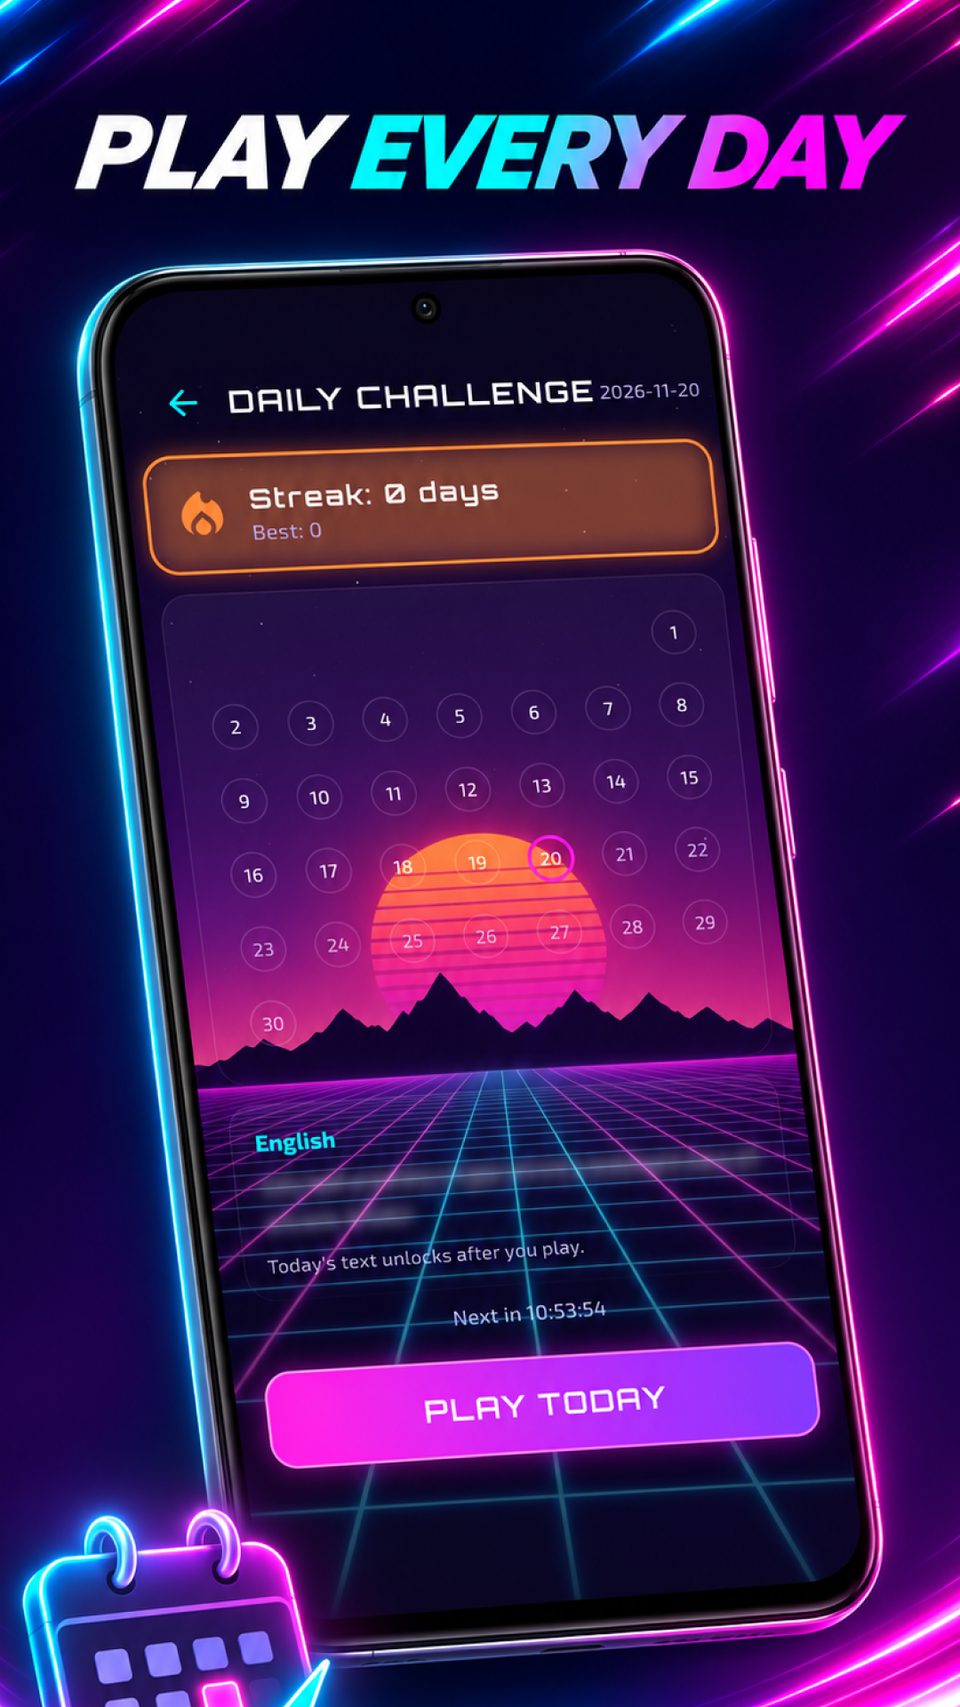 PLAY EVERY DAY
DAILY CHALLENGE 2026-11-20
Streak: 0 days
Best: 0
1
2 3 4 5 6 7 8
9 10 11 12 13 14 15
16 17 18 19 20 21 22
23 24 25 26 27 28 29
30
English
Today's text unlocks after you play.
Next in 10:53:54
PLAY TODAY